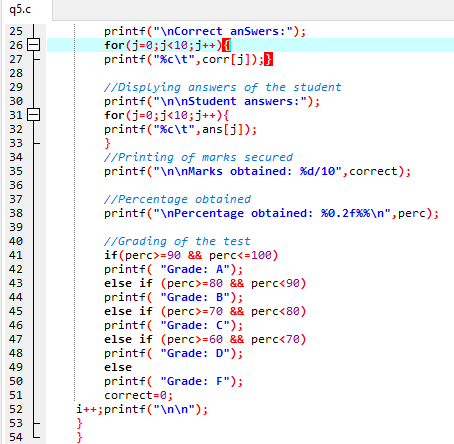 q5.c
25 printf("\nCorrect anSwers:");
26 for(j=0;j<10;j++){
27 printf("%c\t",corr[j]);}
28
29 //Displying answers of the student
30 printf("\n\nStudent answers:");
31 for(j=0;j<10;j++){
32 printf("%c\t",ans[j]);
33 }
34 //Printing of marks secured
35 printf("\n\nMarks obtained: %d/10",correct);
36
37 //Percentage obtained
38 printf("\nPercentage obtained: %0.2f%%\n",perc);
39
40 //Grading of the test
41 if(perc>=90 && perc<=100)
42 printf( "Grade: A");
43 else if (perc>=80 && perc<90)
44 printf( "Grade: B");
45 else if (perc>=70 && perc<80)
46 printf( "Grade: C");
47 else if (perc>=60 && perc<70)
48 printf( "Grade: D");
49 else
50 printf( "Grade: F");
51 correct=0;
52 i++;printf("\n\n");
53 }
54 }